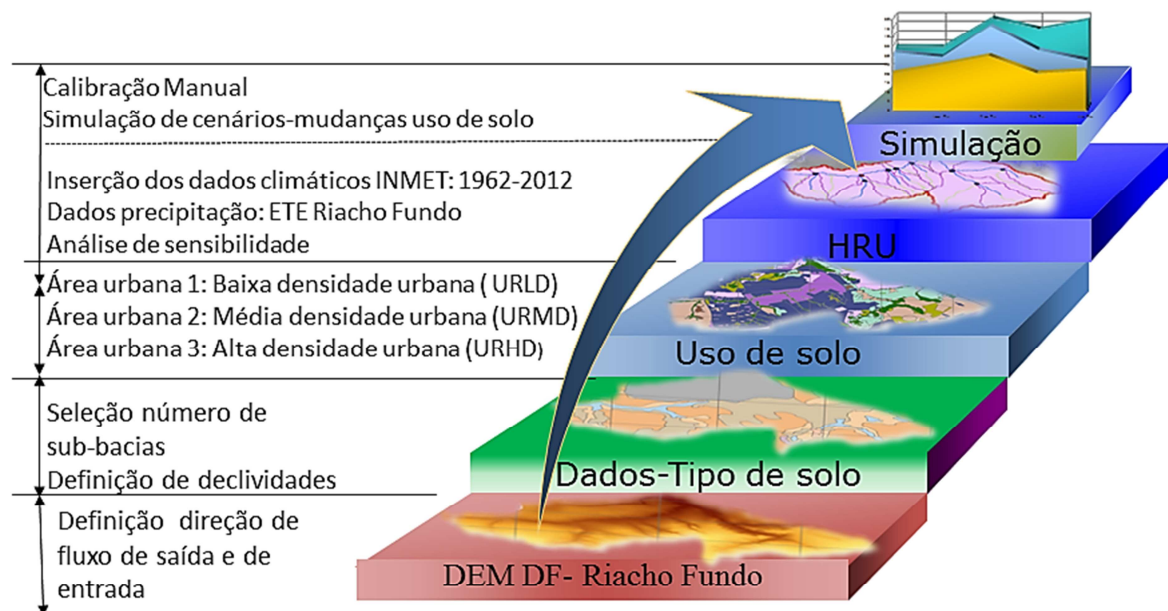 Calibração Manual
Simulação de cenários-mudanças uso de solo
Inserção dos dados climáticos INMET: 1962-2012
Dados precipitação: ETE Riacho Fundo
Análise de sensibilidade
Área urbana 1: Baixa densidade urbana ( URLD)
Área urbana 2: Média densidade urbana (URMD)
Área urbana 3: Alta densidade urbana (URHD)
Seleção número de
sub-bacias
Definição de declividades
Definição direção de
fluxo de saída e de
entrada
Simulação
HRU
Uso de solo
Dados-Tipo de solo
DEM DF- Riacho Fundo